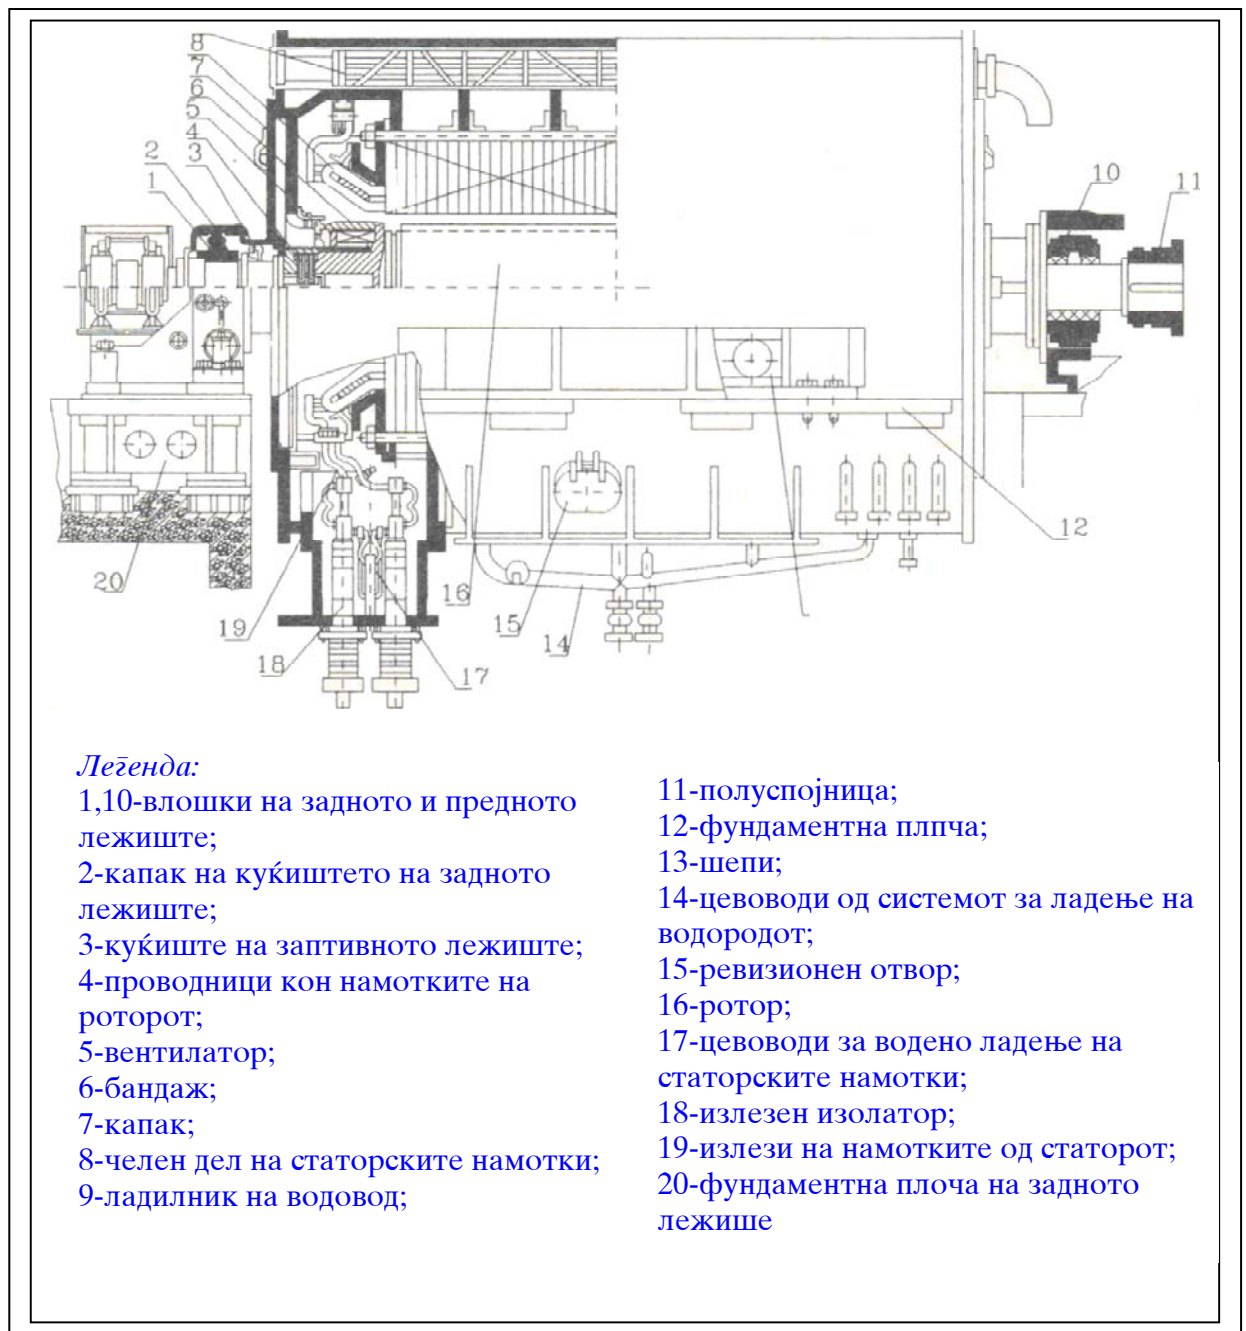 8
7
6
5
4
3
2
1
10
11
12
20
19
18
17
16
15
14
Легенда:
1,10-влошки на задното и предното
лежиште;
2-капак на куќиштето на задното
лежиште;
3-куќиште на заптивното лежиште;
4-проводници кон намотките на
роторот;
5-вентилатор;
6-бандаж;
7-капак;
8-челен дел на статорските намотки;
9-ладилник на водовод;
11-полуспојница;
12-фундаментна плпча;
13-шепи;
14-цевоводи од системот за ладење на
водородот;
15-ревизионен отвор;
16-ротор;
17-цевоводи за водено ладење на
статорските намотки;
18-излезен изолатор;
19-излези на намотките од статорот;
20-фундаментна плоча на задното
лежише